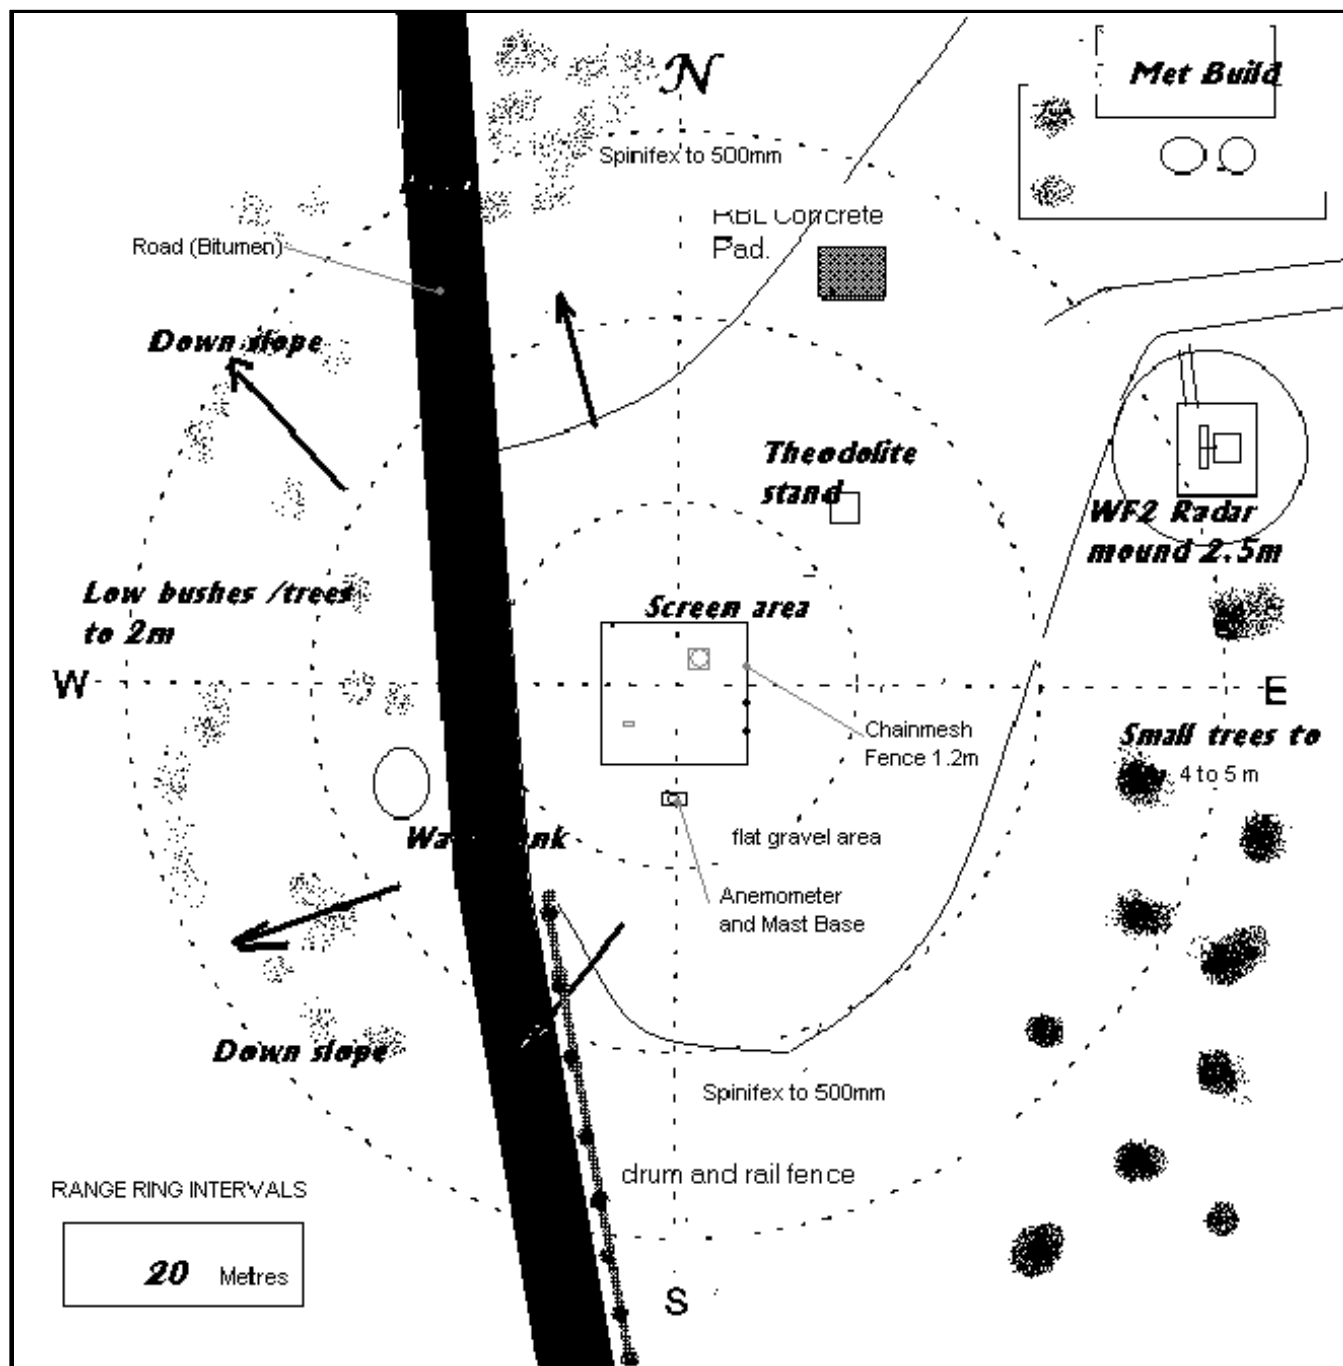 N
Met Build
Spinifex to 500mm
RBL Concrete
Pad.
Road (Bitumen)
Down slope
Theodolite
stand
WF2 Radar
mound 2.5m
Low bushes /trees
to 2m
Screen area
W
E
Chainmesh
Fence 1.2m
Small trees to
4 to 5 m
flat gravel area
Anemometer
and Mast Base
Down slope
Spinifex to 500mm
drum and rail fence
RANGE RING INTERVALS
20 Metres
S